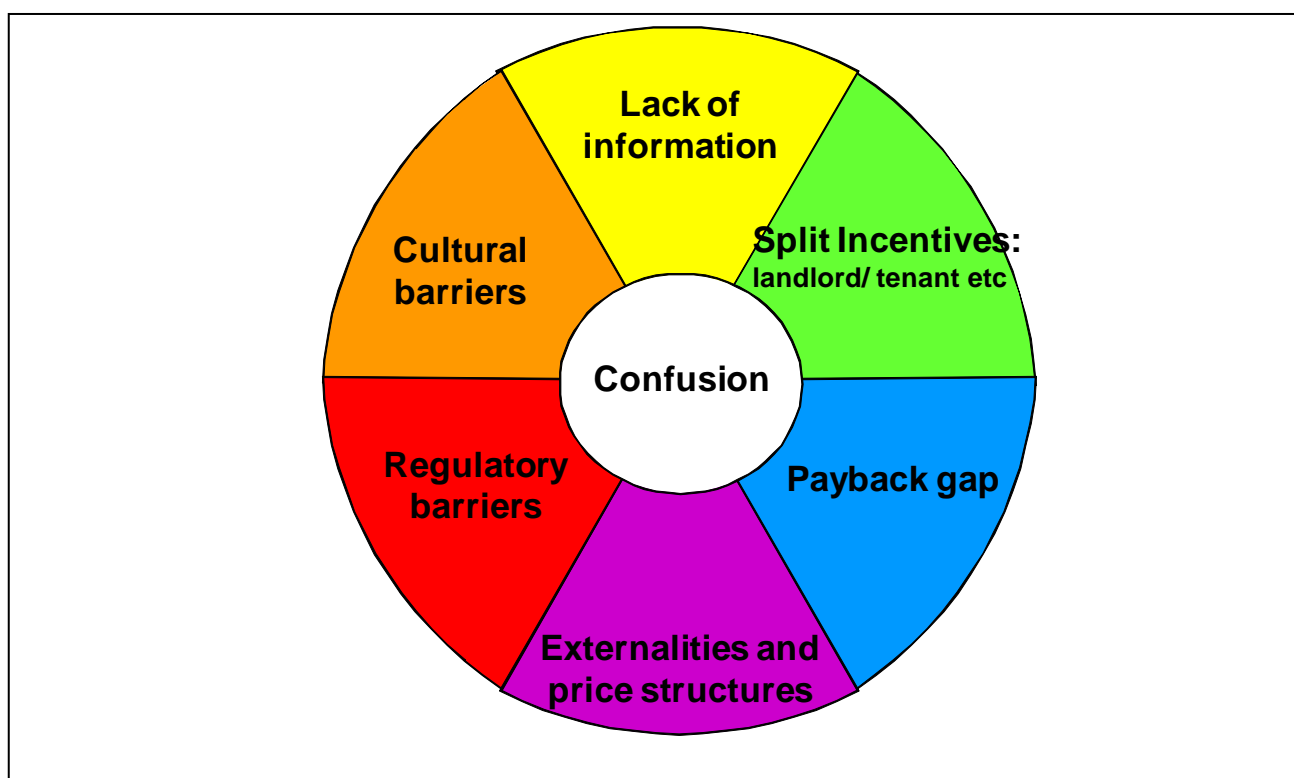 Lack of
information
Split Incentives:
landlord/ tenant etc
Cultural
barriers
Confusion
Regulatory
barriers
Payback gap
Externalities and
price structures